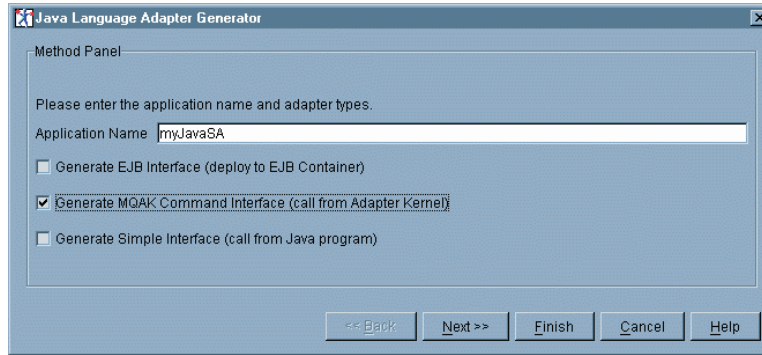 Java Language Adapter Generator
Method Panel
Please enter the application name and adapter types.
Application Name myJavaSA
Generate EJB Interface (deploy to EJB Container)
Generate MQAK Command Interface (call from Adapter Kernel)
Generate Simple Interface (call from Java program)
<< Back Next >> Finish Cancel Help